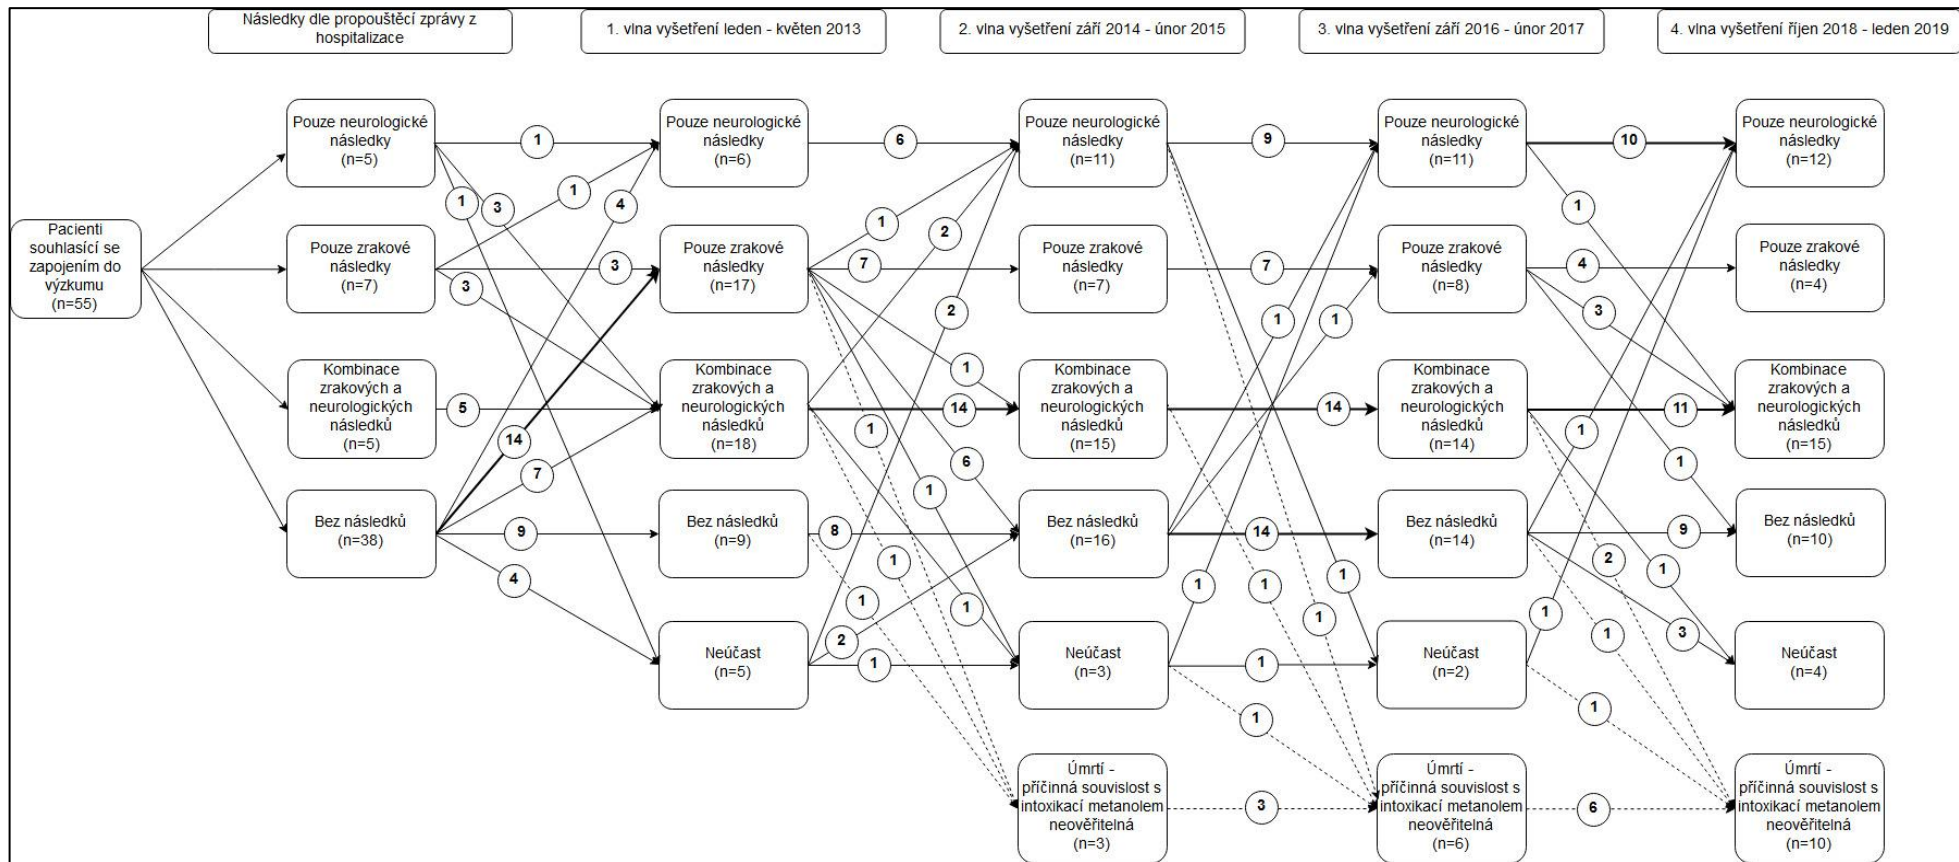 Následky dle propouštěcí zprávy z
hospitalizace
1. vlna vyšetření leden - květen 2013
2. vlna vyšetření září 2014 - únor 2015
3. vlna vyšetření září 2016 - únor 2017
4. vlna vyšetření říjen 2018 - leden 2019
Pacienti
souhlasící se
zapojením do
výzkumu
(n=55)
Pouze neurologické
následky
(n=5)
Pouze zrakové
následky
(n=7)
Kombinace
zrakových a
neurologických
následků
(n=5)
Bez následků
(n=38)
1
1
4
1
3
3
3
5
14
7
9
4
Pouze neurologické
následky
(n=6)
Pouze zrakové
následky
(n=17)
Kombinace
zrakových a
neurologických
následků
(n=18)
Bez následků
(n=9)
Neúčast
(n=5)
6
1
2
7
2
1
14
1
6
1
8
1
1
1
2
1
Pouze neurologické
následky
(n=11)
Pouze zrakové
následky
(n=7)
Kombinace
zrakových a
neurologických
následků
(n=15)
Bez následků
(n=16)
Neúčast
(n=3)
Úmrtí -
příčinná souvislost s
intoxikací metanolem
neověřitelná
(n=3)
9
7
1
1
14
14
1
1
1
1
1
1
3
Pouze neurologické
následky
(n=11)
Pouze zrakové
následky
(n=8)
Kombinace
zrakových a
neurologických
následků
(n=14)
Bez následků
(n=14)
Neúčast
(n=2)
Úmrtí -
příčinná souvislost s
intoxikací metanolem
neověřitelná
(n=6)
10
1
4
3
11
1
1
9
2
1
1
1
3
1
6
Pouze neurologické
následky
(n=12)
Pouze zrakové
následky
(n=4)
Kombinace
zrakových a
neurologických
následků
(n=15)
Bez následků
(n=10)
Neúčast
(n=4)
Úmrtí -
příčinná souvislost s
intoxikací metanolem
neověřitelná
(n=10)